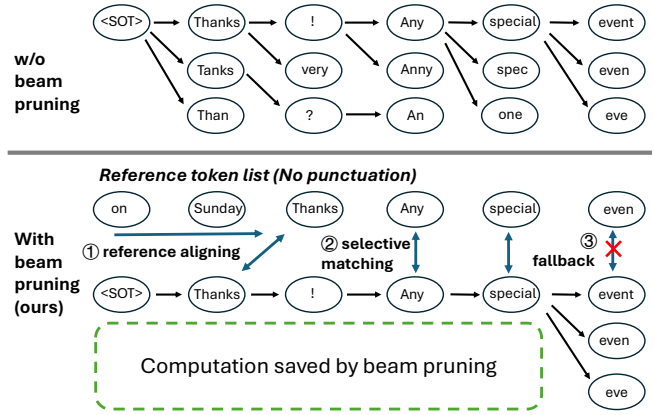 <SOT> Thanks ! Any special event
w/o
beam
pruning
Tanks very Anny spec even
Than ? An one eve
Reference token list (No punctuation)
on Sunday Thanks Any special even
With
beam
pruning
(ours)
① reference aligning
② selective
matching
③
fallback
<SOT> Thanks ! Any special event
Computation saved by beam pruning
even
eve